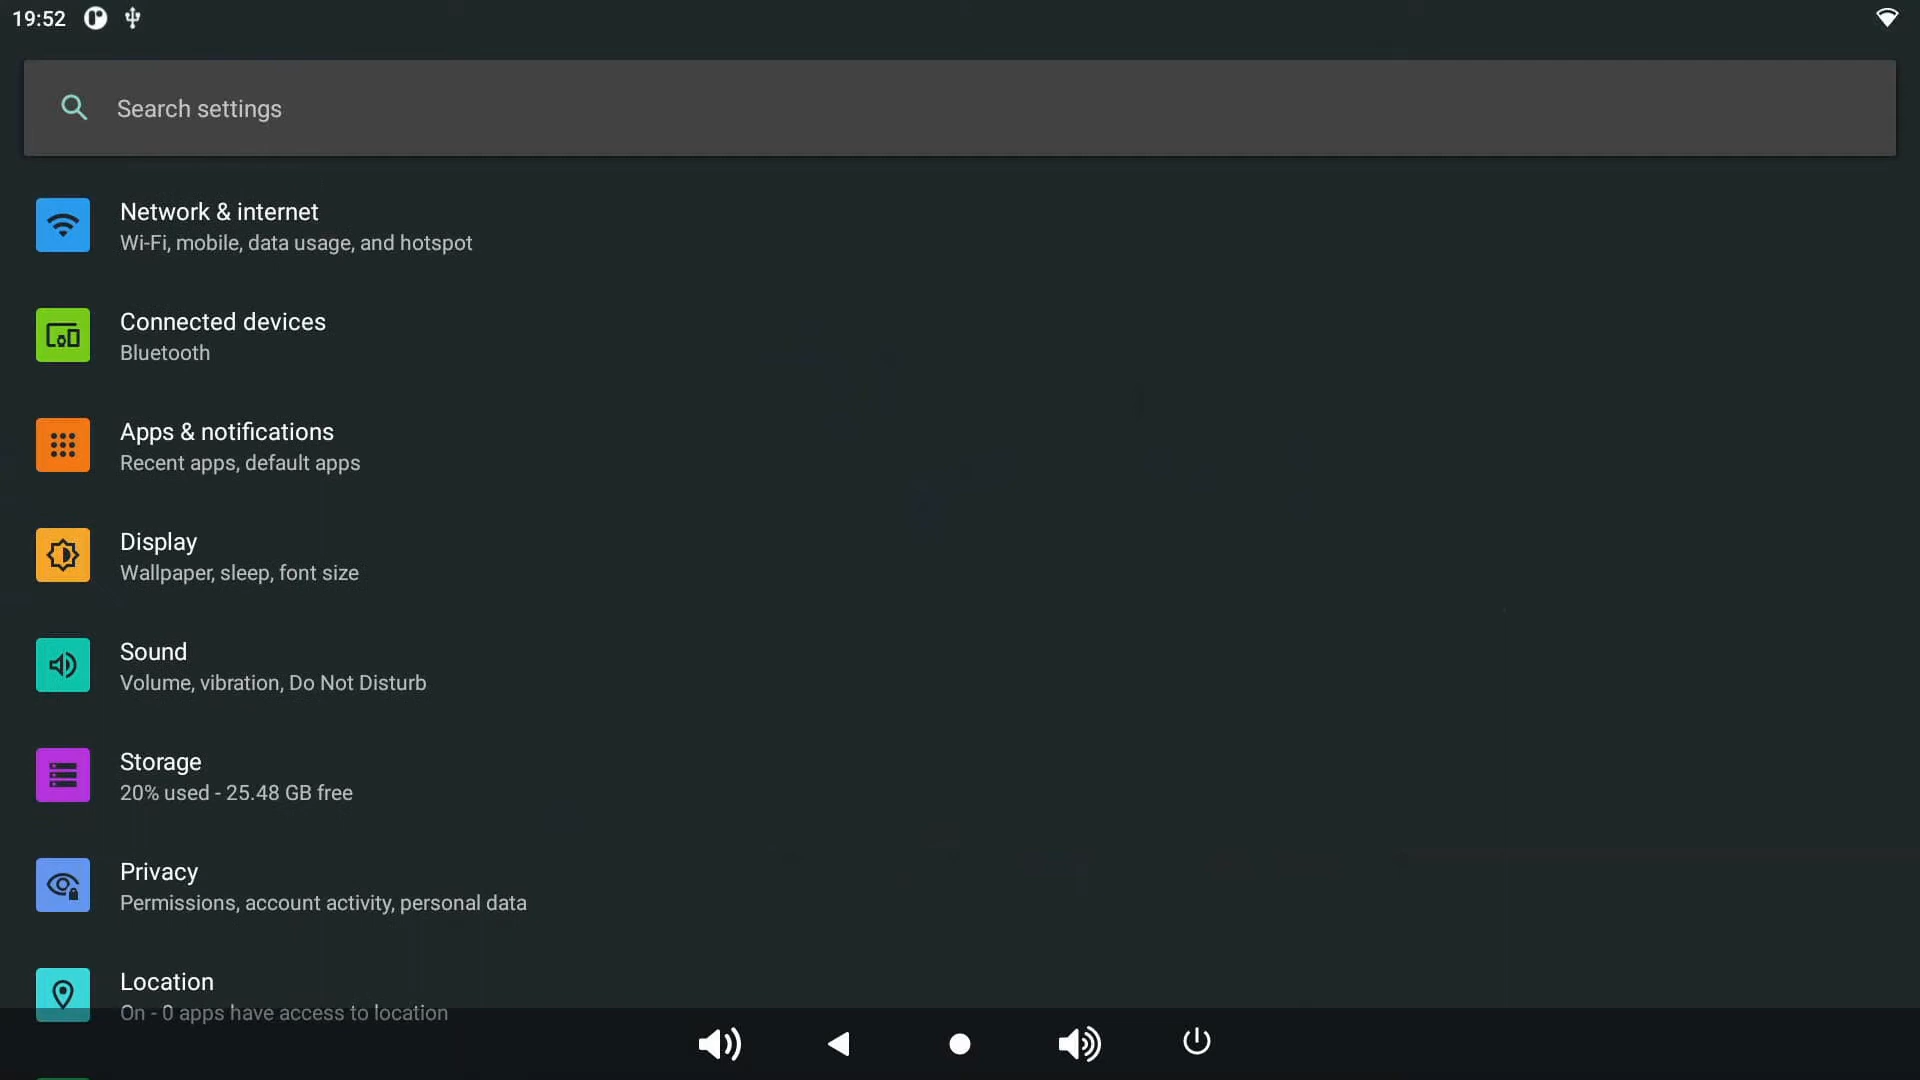 19:52
Search settings
Network & internet
Wi-Fi, mobile, data usage, and hotspot
Connected devices
Bluetooth
Apps & notifications
Recent apps, default apps
Display
Wallpaper, sleep, font size
Sound
Volume, vibration, Do Not Disturb
Storage
20% used - 25.48 GB free
Privacy
Permissions, account activity, personal data
Location
On - 0 apps have access to location